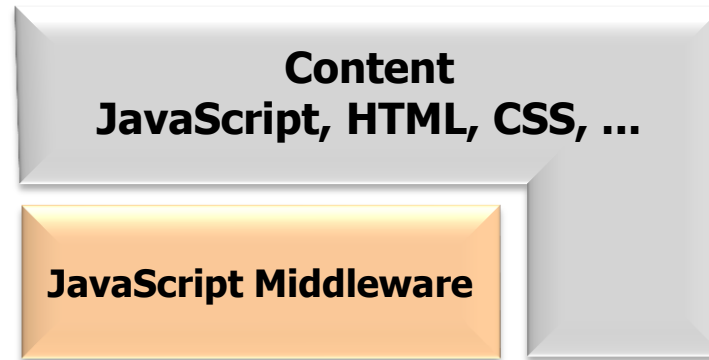 Content
JavaScript, HTML, CSS, ...
JavaScript Middleware